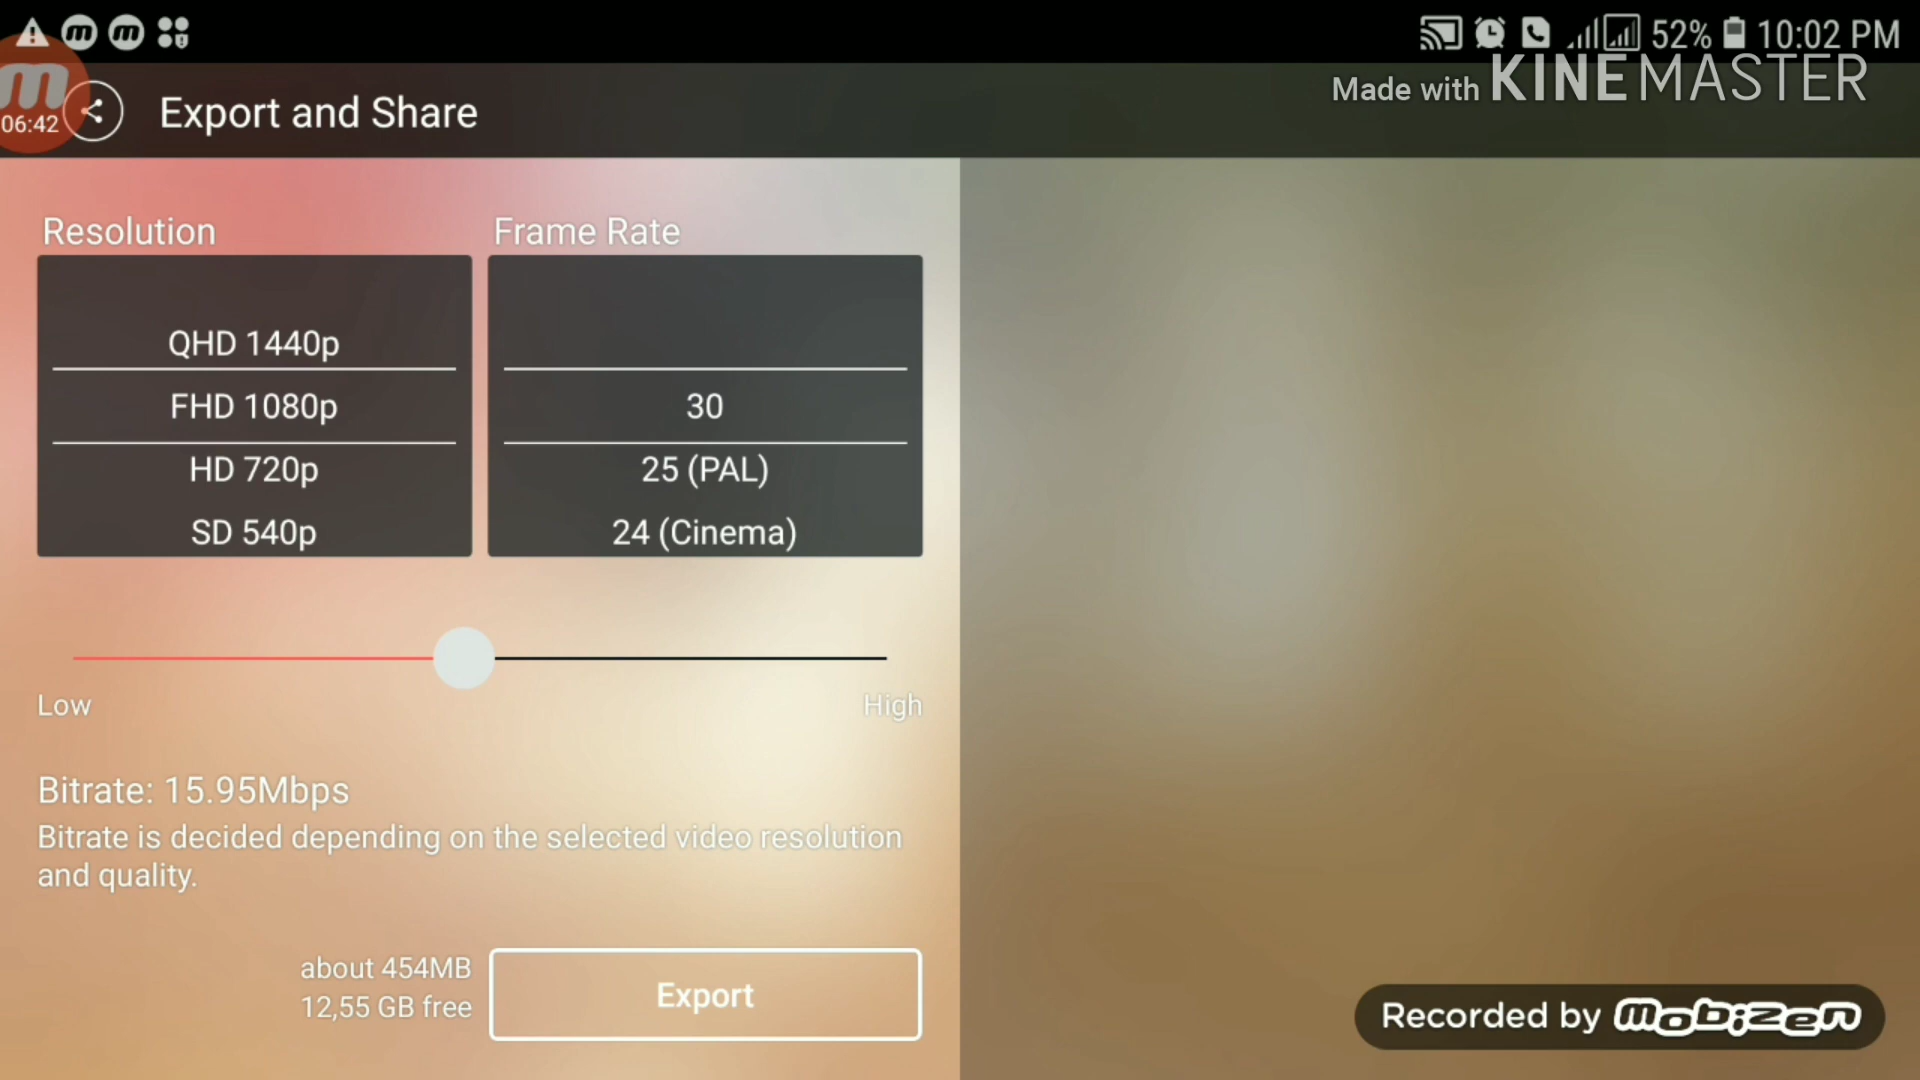 52% 10:02 PM
Made with KINEMASTER
06:42
Export and Share
Resolution
Frame Rate
QHD 1440p
FHD 1080p
HD 720p
SD 540p
30
25 (PAL)
24 (Cinema)
Low
High
Bitrate: 15.95Mbps
Bitrate is decided depending on the selected video resolution
and quality.
about 454MB
12,55 GB free
Export
Recorded by mobizen